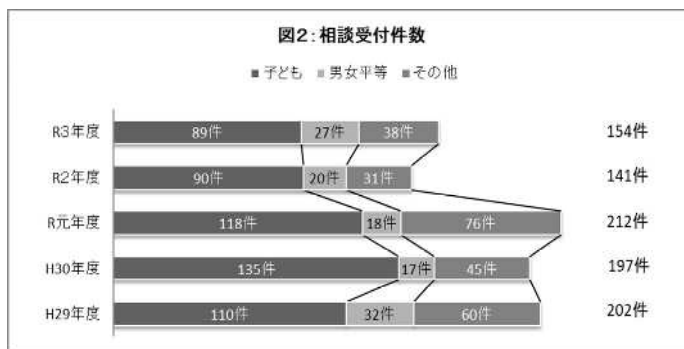 図2:相談受付件数
■子ども ■男女平等 ■その他
R3年度 89件 27件 38件 154件
R2年度 90件 20件 31件 141件
R元年度 118件 18件 76件 212件
H30年度 135件 17件 45件 197件
H29年度 110件 32件 60件 202件